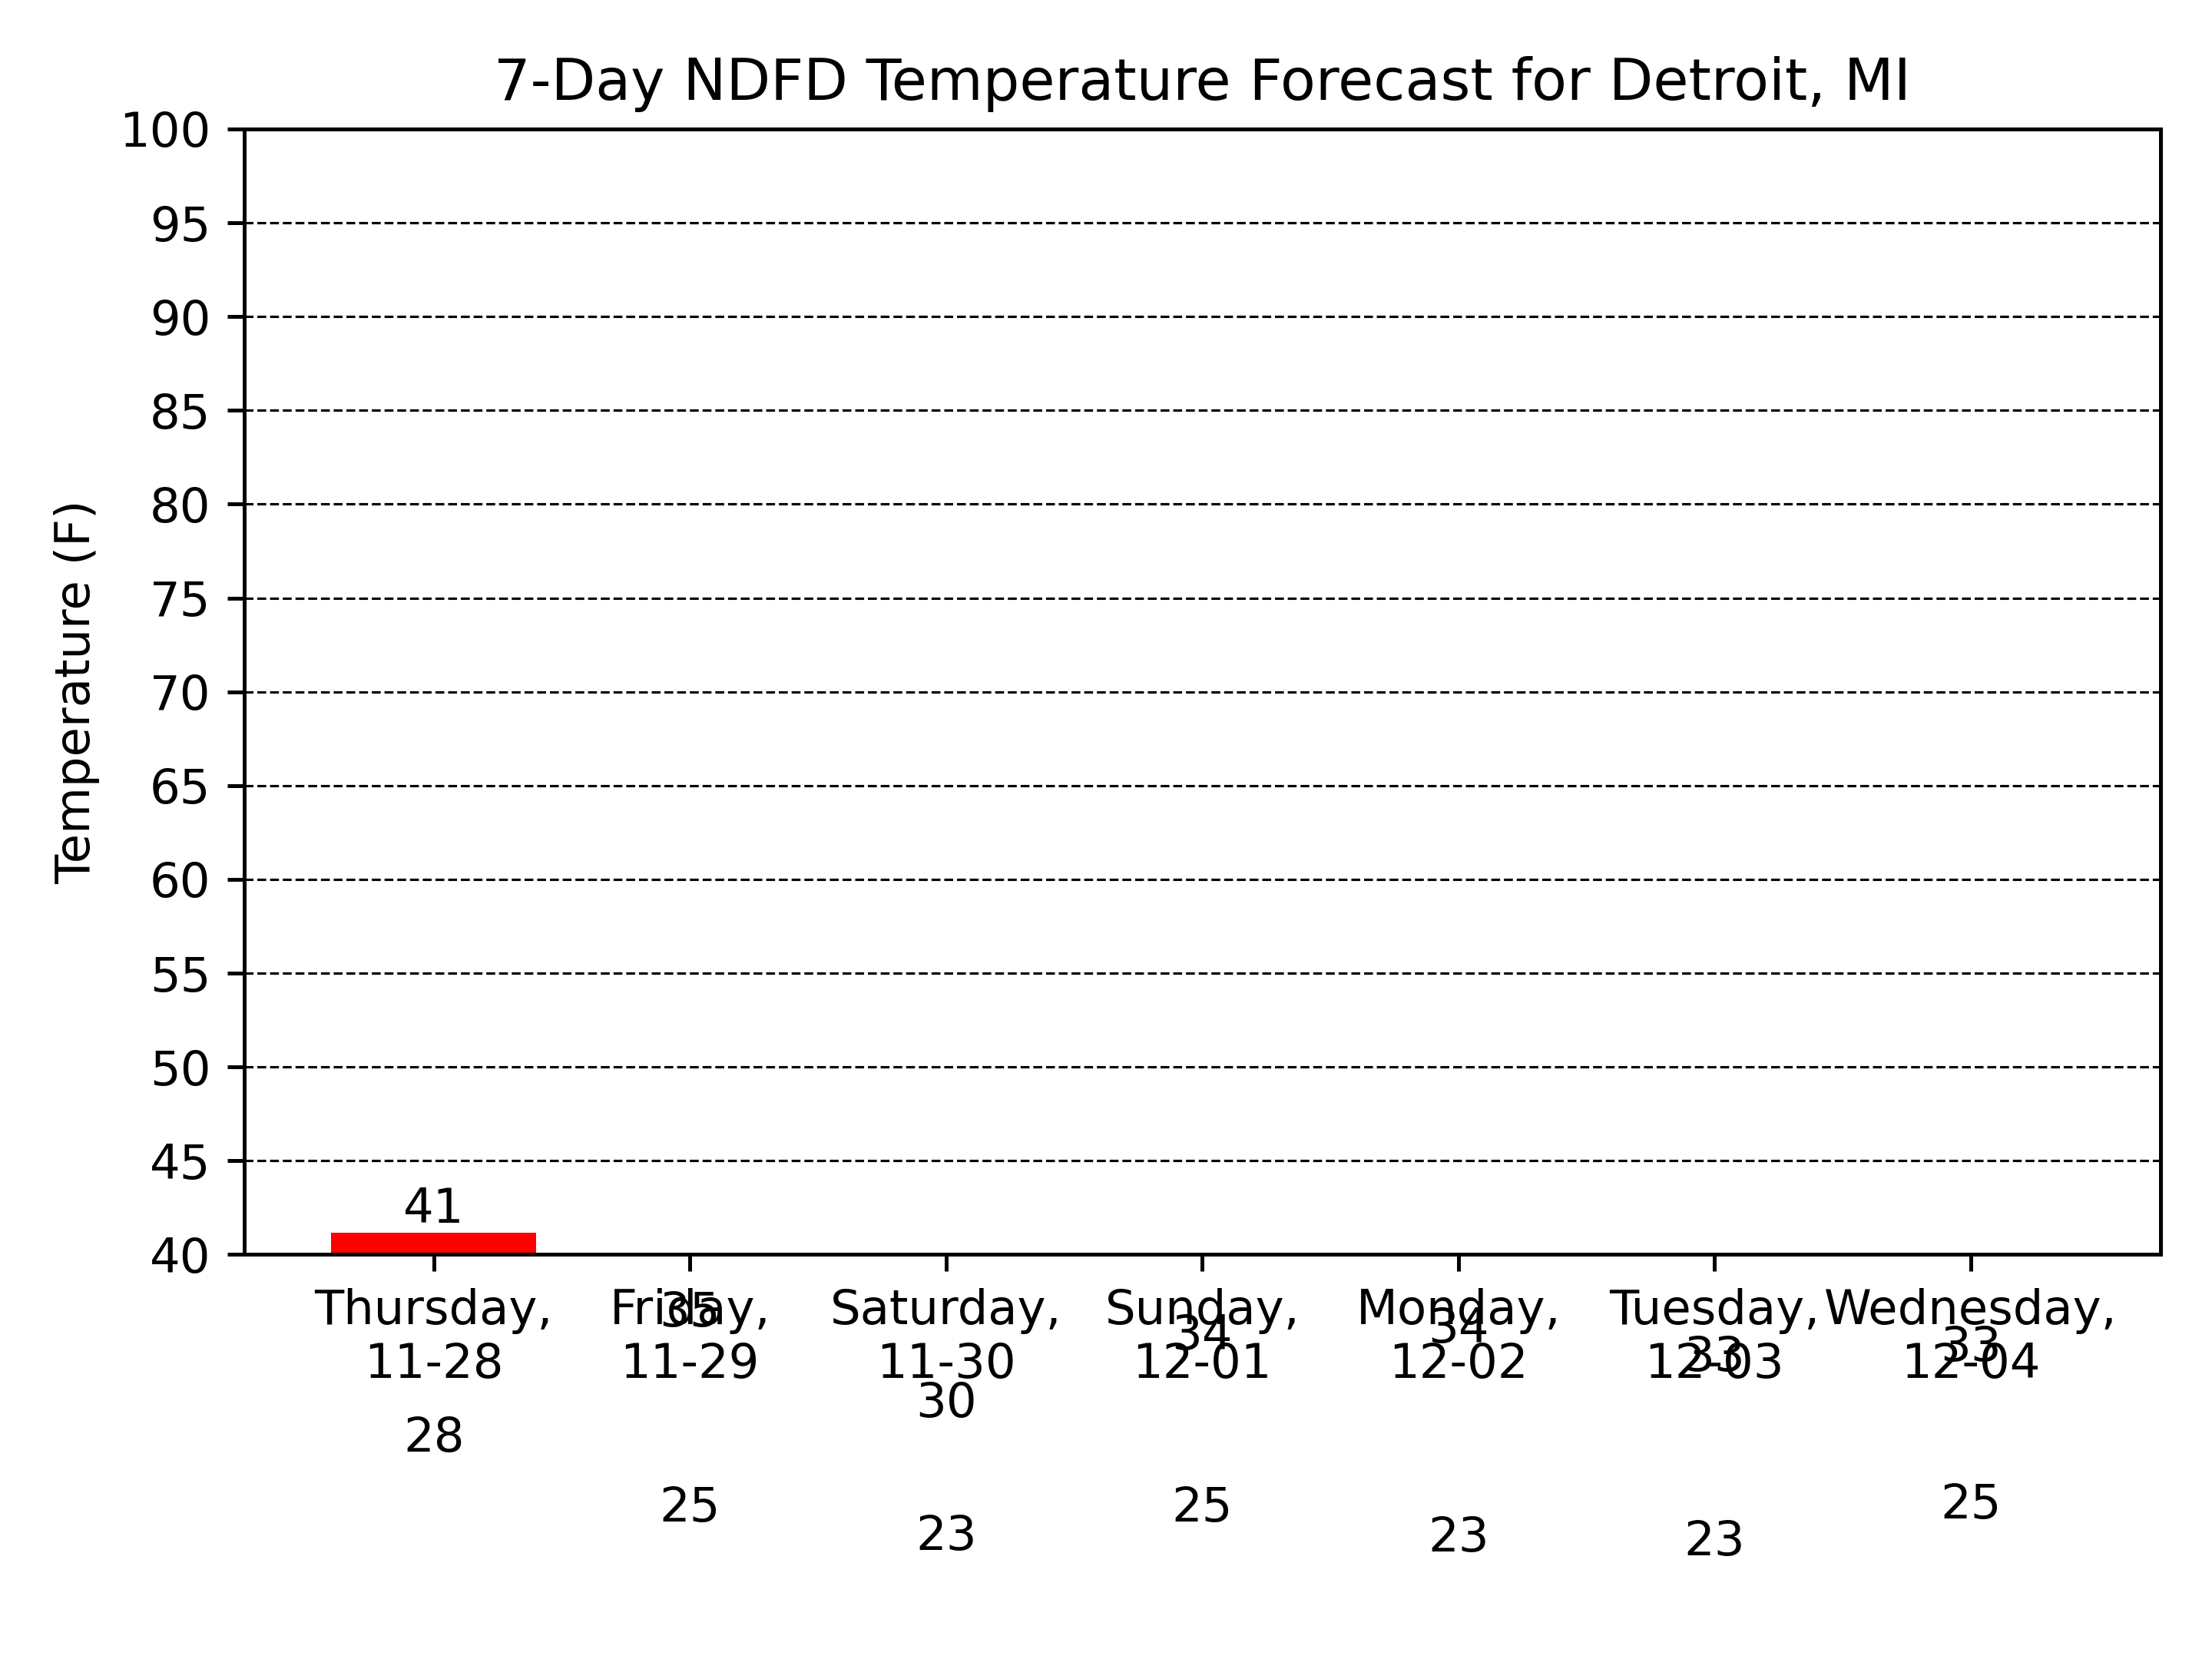 7-Day NDFD Temperature Forecast for Detroit, MI
Temperature (F)
100
95
90
85
80
75
70
65
60
55
50
45
40
41
Thursday, Friday, Saturday, Sunday, Monday, Tuesday, Wednesday,
35 34 34 33 33
11-28 11-29 11-30 12-01 12-02 12-03 12-04
30
28
25 25 25
23 23 23